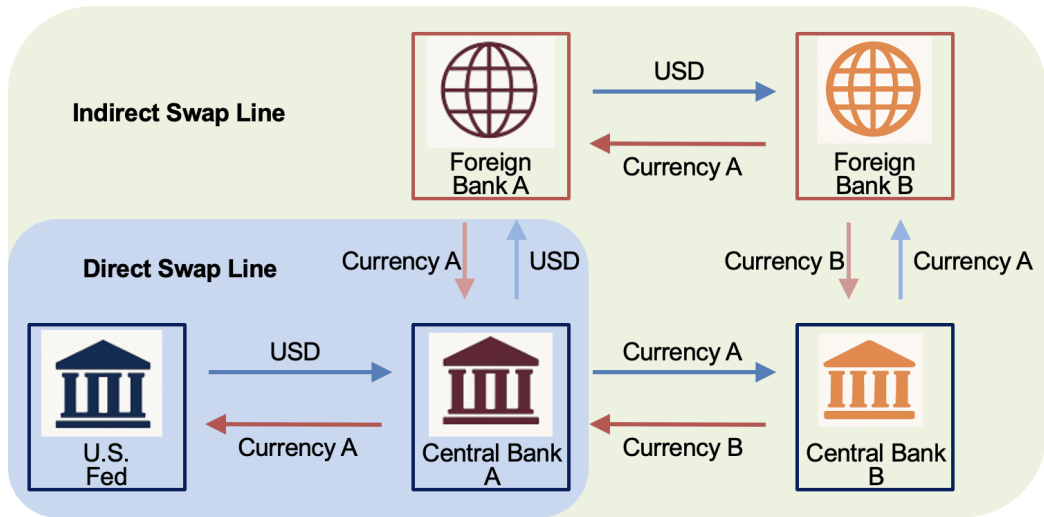 USD
Indirect Swap Line
Foreign
Bank A
Currency A
Foreign
Bank B
Direct Swap Line
Currency A
USD
Currency B
Currency A
USD
Currency A
Currency A
Currency B
U.S.
Fed
Central Bank
A
Central Bank
B